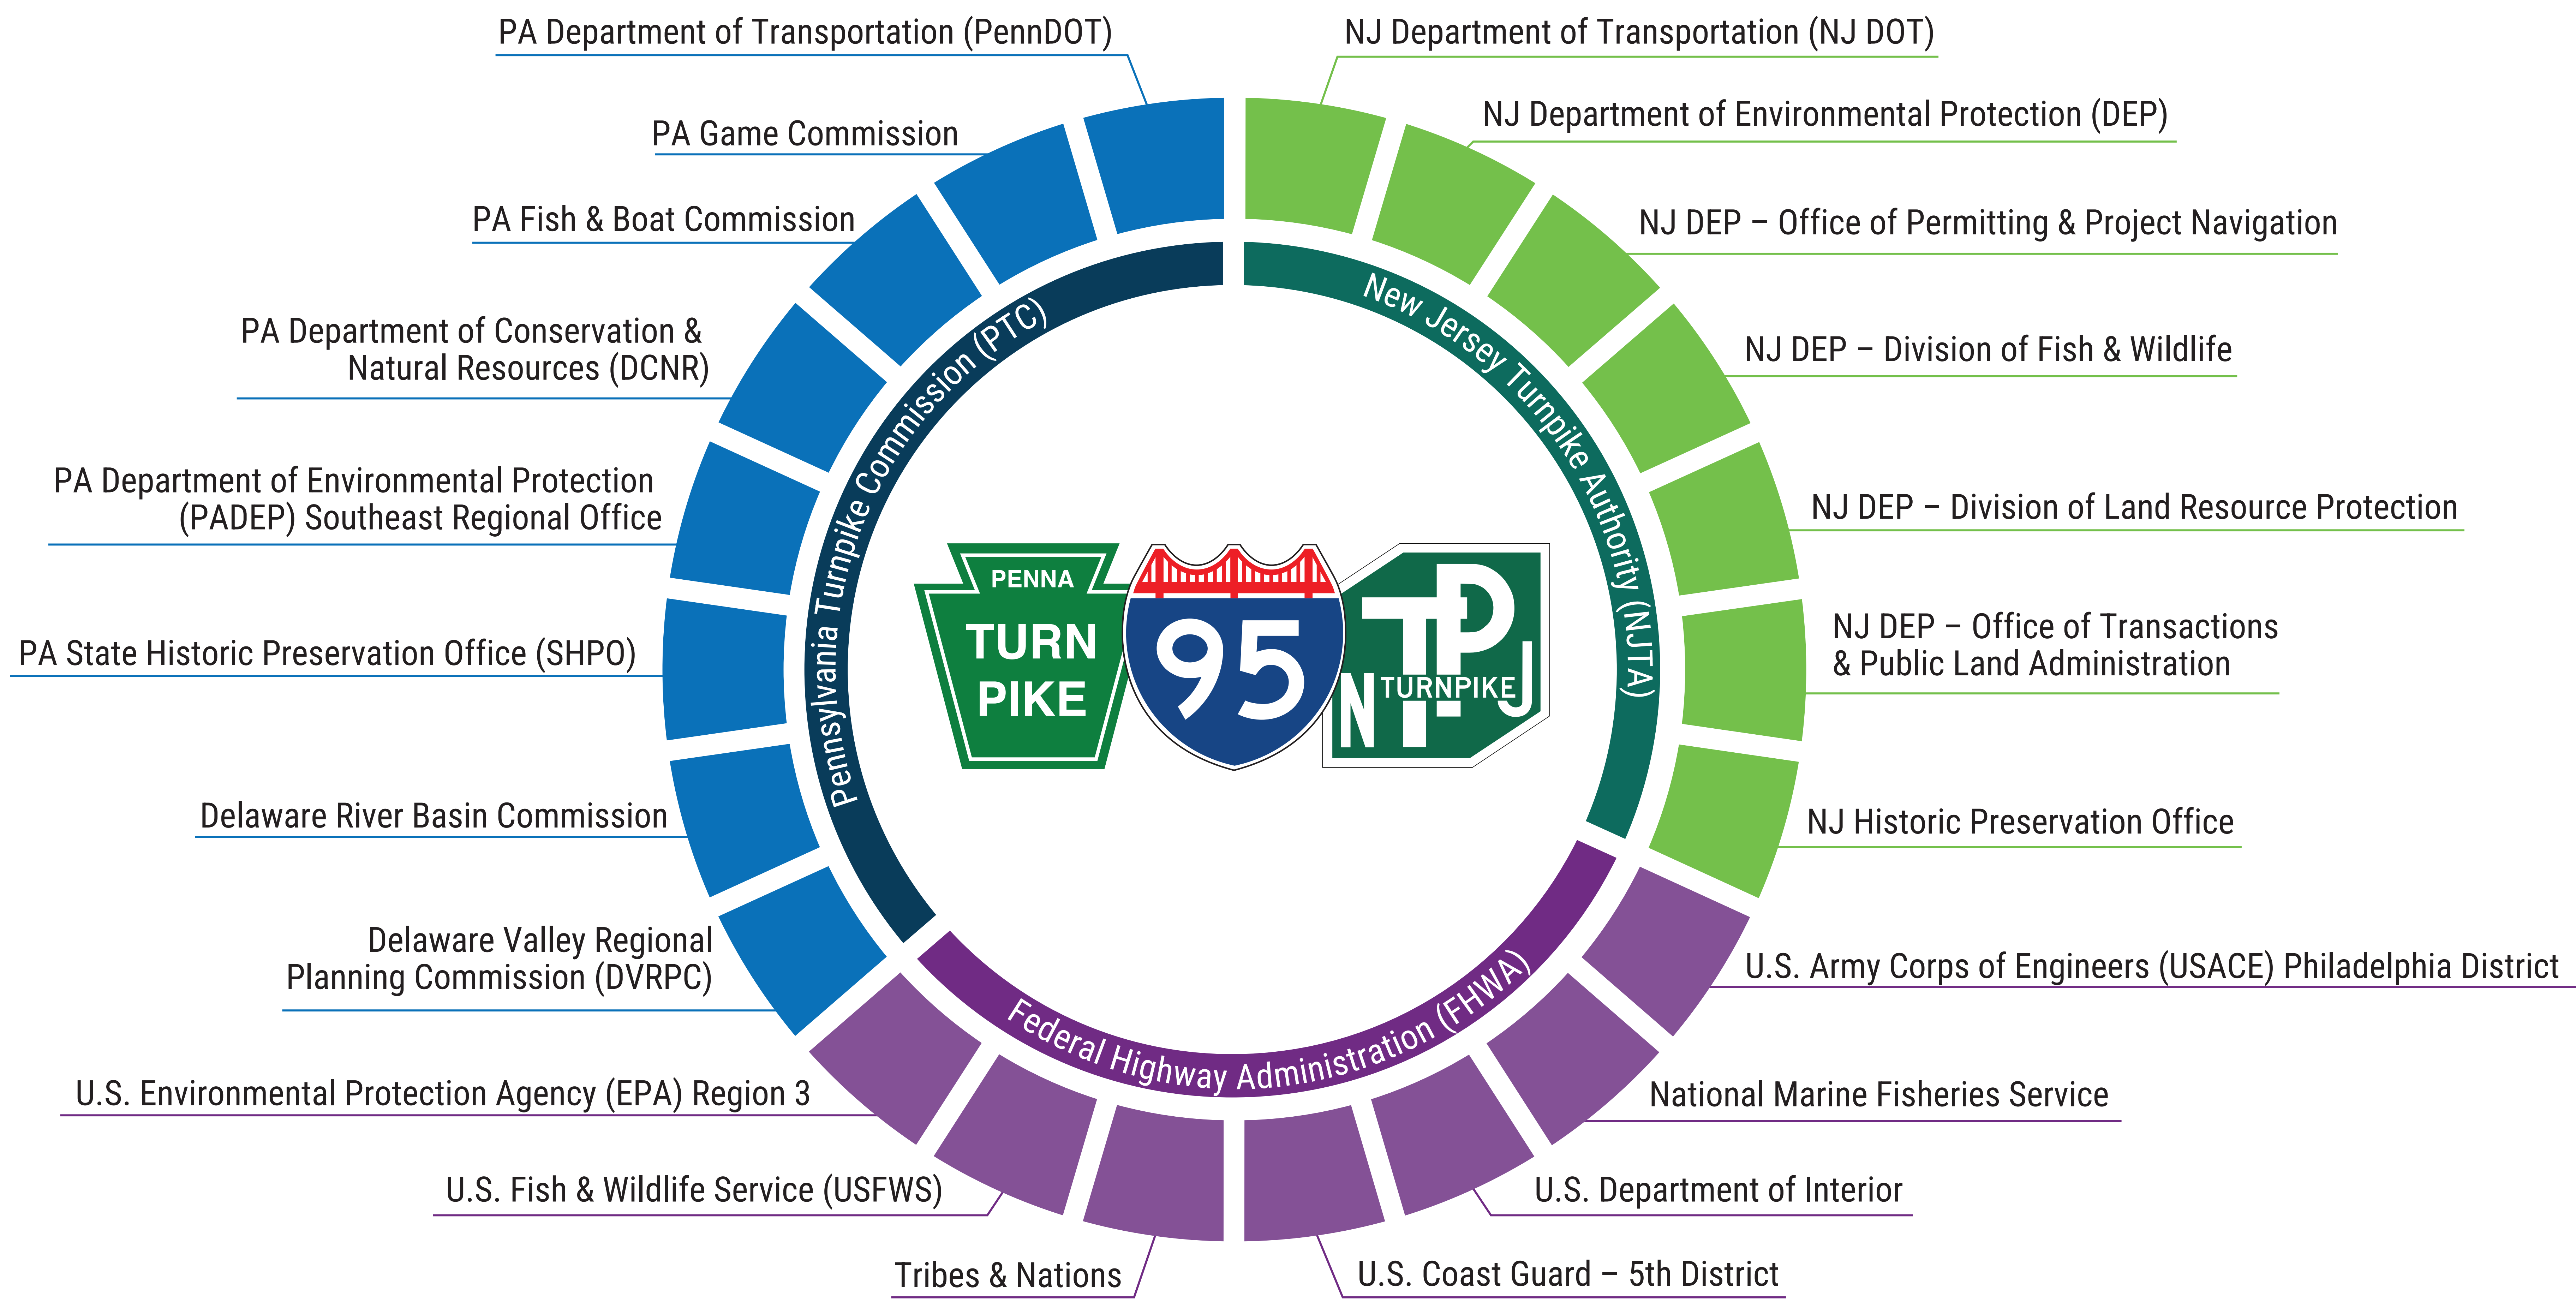 PA Department of Transportation (PennDOT)
NJ Department of Transportation (NJ DOT)
PA Game Commission
NJ Department of Environmental Protection (DEP)
PA Fish & Boat Commission
NJ DEP – Office of Permitting & Project Navigation
PA Department of Conservation &
Natural Resources (DCNR)
NJ DEP – Division of Fish & Wildlife
PA Department of Environmental Protection
(PADEP) Southeast Regional Office
NJ DEP – Division of Land Resource Protection
PA State Historic Preservation Office (SHPO)
NJ DEP – Office of Transactions
& Public Land Administration
Delaware River Basin Commission
NJ Historic Preservation Office
Delaware Valley Regional
Planning Commission (DVRPC)
U.S. Army Corps of Engineers (USACE) Philadelphia District
U.S. Environmental Protection Agency (EPA) Region 3
National Marine Fisheries Service
U.S. Fish & Wildlife Service (USFWS)
U.S. Department of Interior
Tribes & Nations
U.S. Coast Guard – 5th District
Pennsylvania Turnpike Commission (PTC)
New Jersey Turnpike Authority (NJTA)
Federal Highway Administration (FHWA)
PENNA
TURN
PIKE
95
TP
N TURNPIKE J